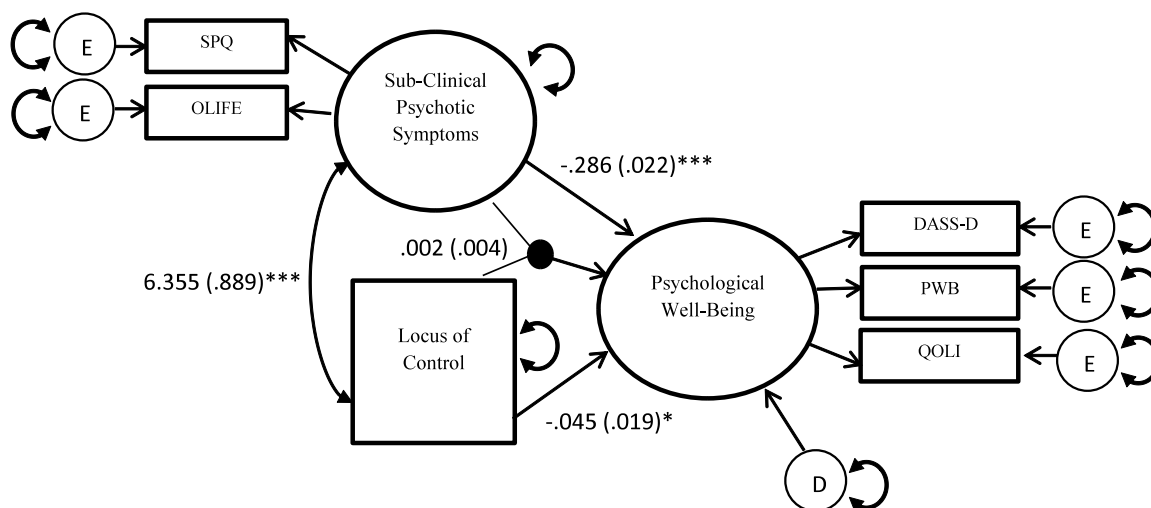 E
SPQ
E
OLIFE
Sub-Clinical
Psychotic
Symptoms
-.286 (.022)***
.002 (.004)
6.355 (.889)***
Locus of
Control
-.045 (.019)*
Psychological
Well-Being
DASS-D
E
PWB
E
QOLI
E
D